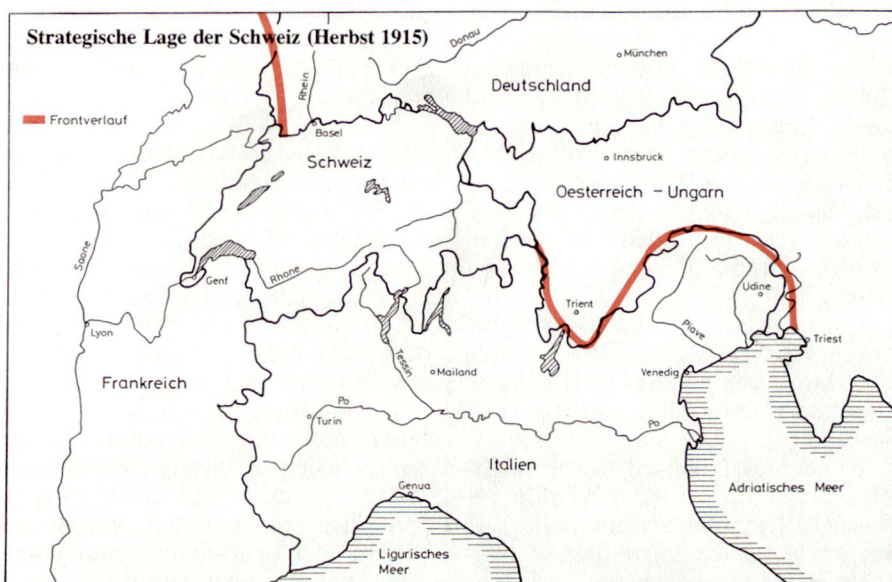 Strategische Lage der Schweiz (Herbst 1915)
Frontverlauf
Donau
München
Deutschland
Rhein
Basel
Schweiz
Innsbruck
Oesterreich - Ungarn
Saone
Genf
Rhone
Lyon
Frankreich
Trient
Udine
Piave
Triest
Tessin
Mailand
Venedig
Po
Turin
Po
Italien
Genua
Adriatisches Meer
Ligurisches
Meer